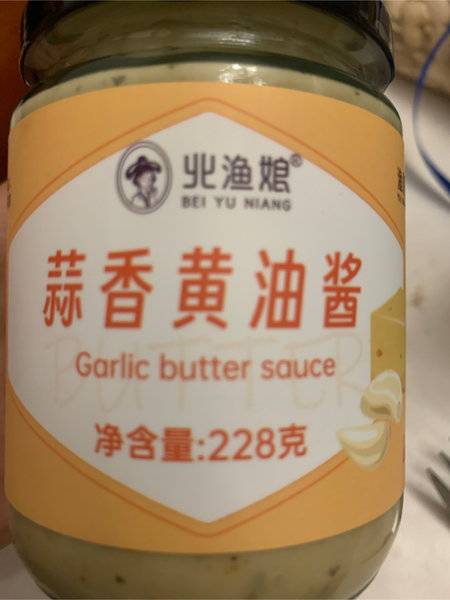 北渔娘®
BEI YU NIANG
蒜香黄油酱
BUTTER
Garlic butter sauce
净含量:228克